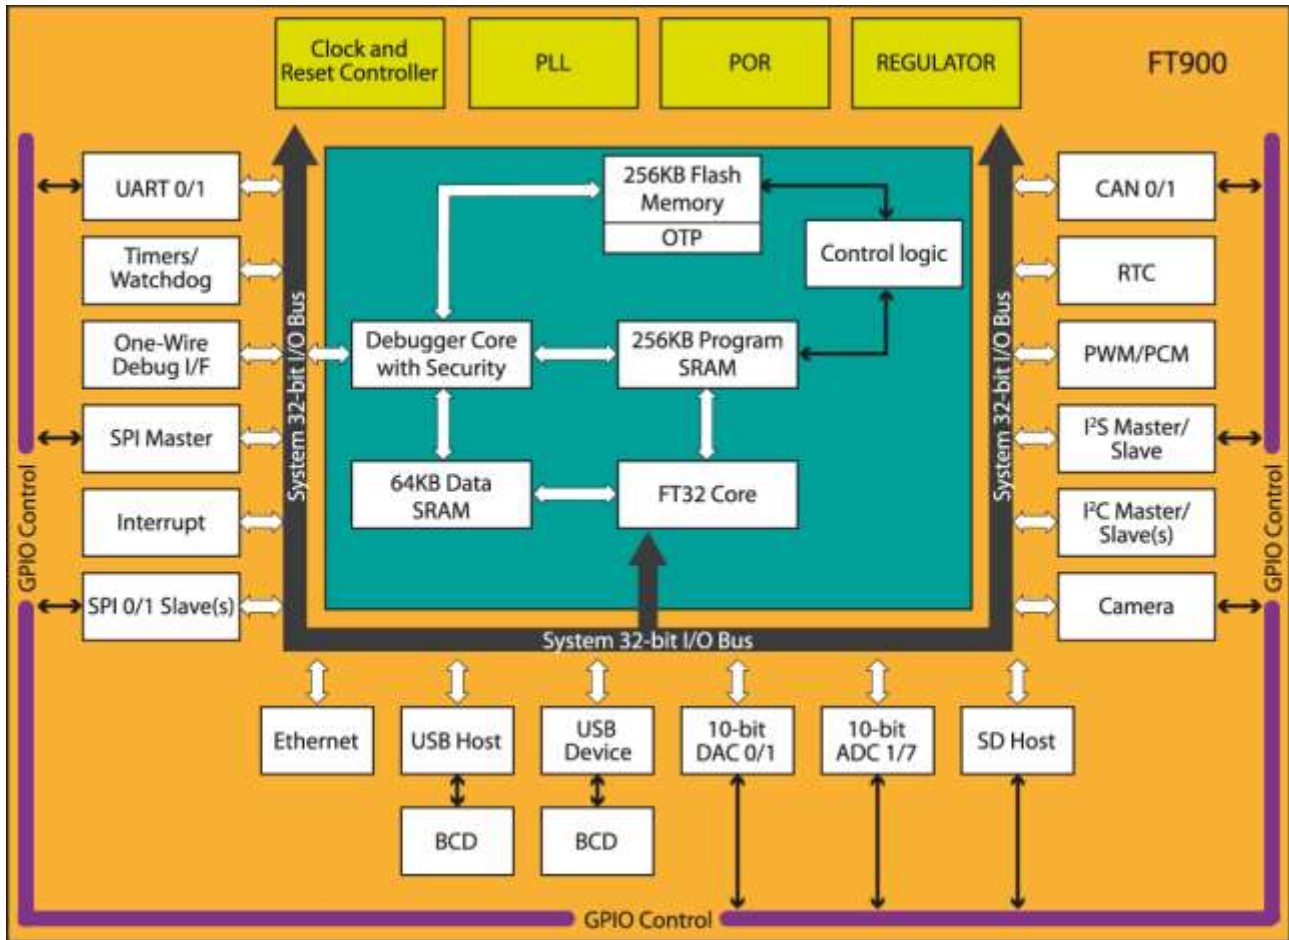 Clock and
Reset Controller
PLL
POR
REGULATOR
FT900
UART 0/1
Timers/
Watchdog
One-Wire
Debug I/F
SPI Master
Interrupt
SPI 0/1 Slave(s)
GPIO Control
System 32-bit I/O Bus
256KB Flash
Memory
OTP
Control logic
Debugger Core
with Security
256KB Program
SRAM
64KB Data
SRAM
FT32 Core
System 32-bit I/O Bus
System 32-bit I/O Bus
CAN 0/1
RTC
PWM/PCM
I²S Master/
Slave
I²C Master/
Slave(s)
Camera
GPIO Control
Ethernet
USB Host
USB
Device
10-bit
DAC 0/1
10-bit
ADC 1/7
SD Host
BCD
BCD
GPIO Control